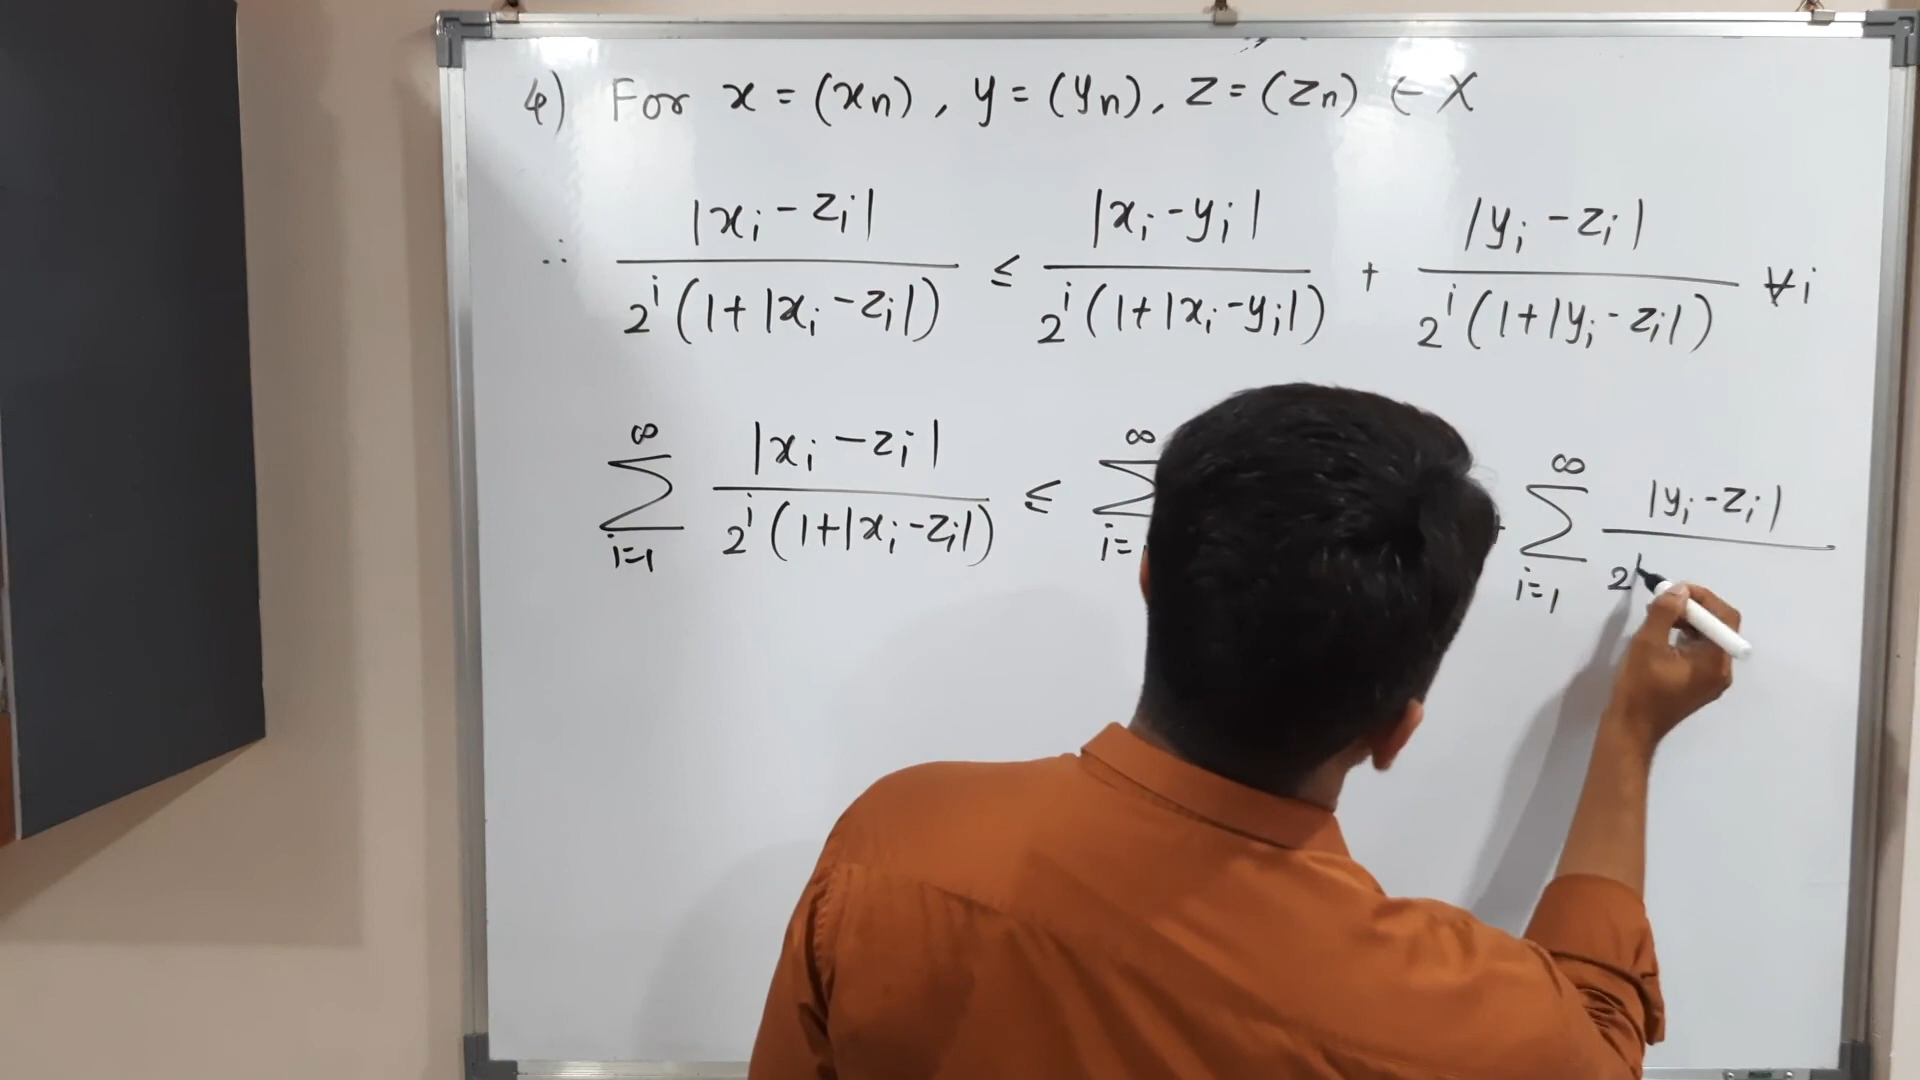 4) For x = (xn), y = (yn), z = (zn) ∈ X
∴ |xi - zi| / 2^i (1+|xi - zi|) ≤ |xi - yi| / 2^i (1+|xi - yi|) + |yi - zi| / 2^i (1+|yi - zi|) ∀i
∞ ∑ i=1 |xi - zi| / 2^i (1+|xi - zi|) ≤ ∞ ∑ i= + ∞ ∑ i=1 |yi - zi| / 2